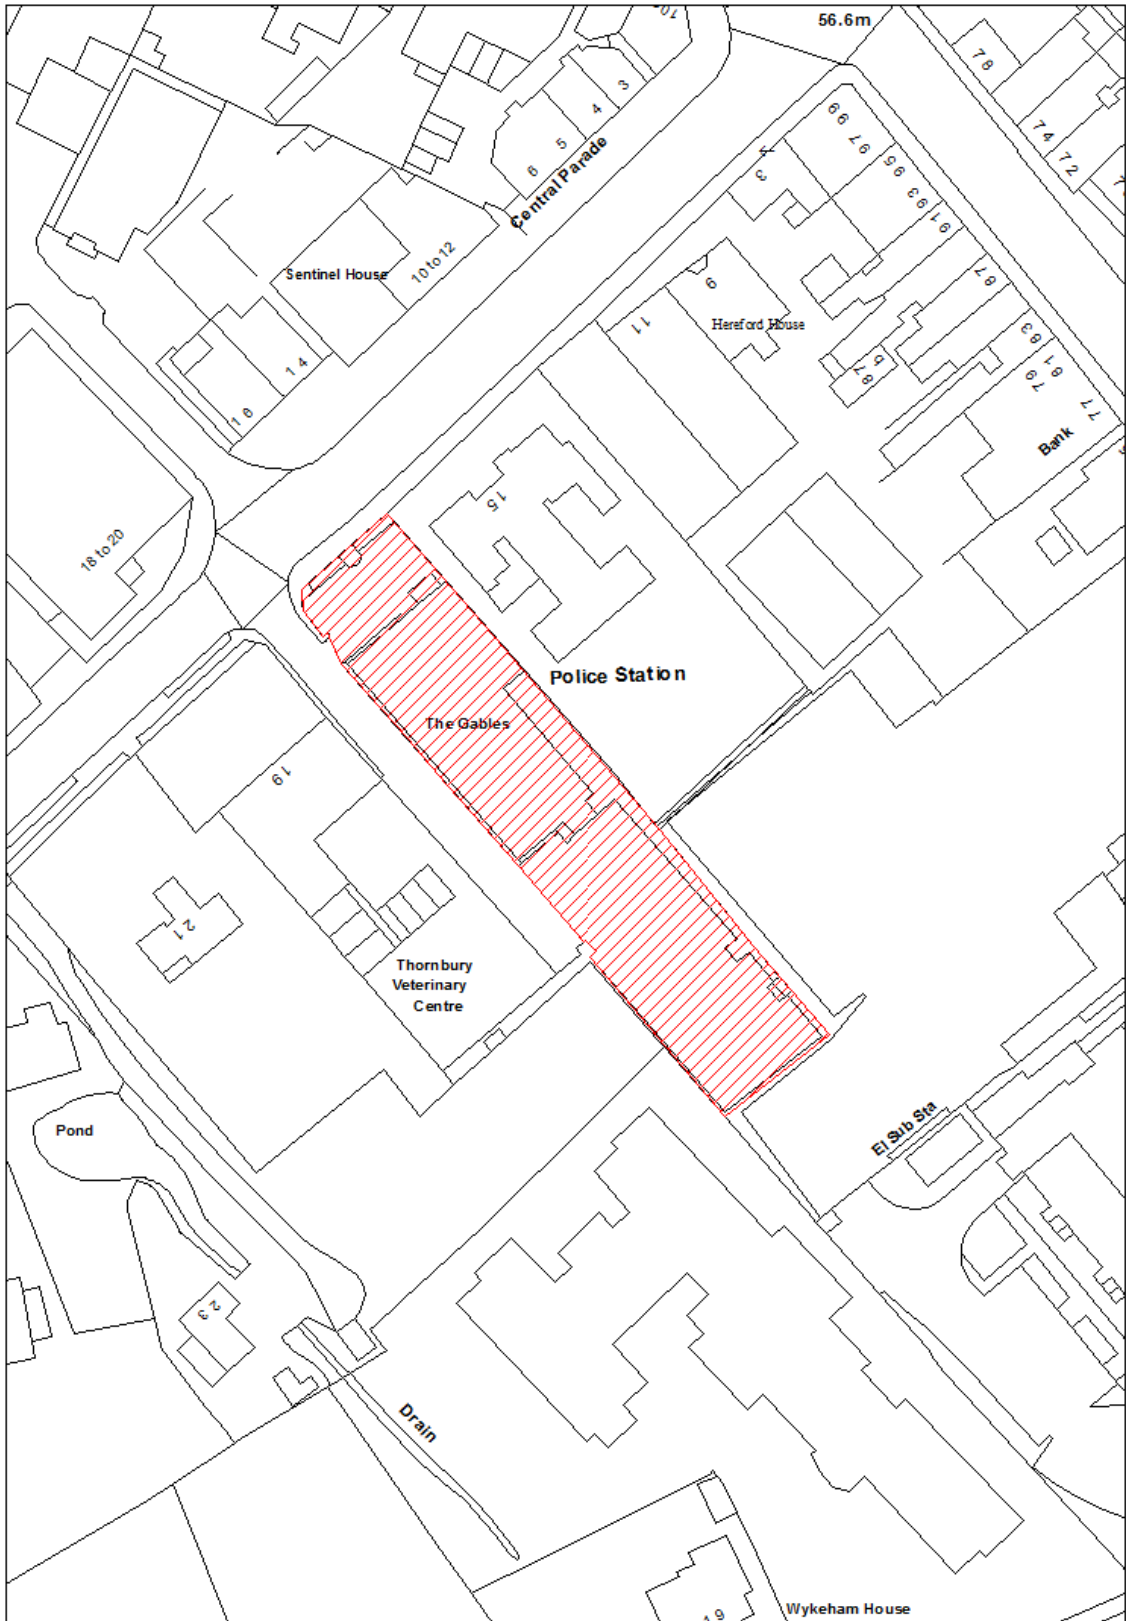 56.6m
78
3
4
5
6
Central Parade
74
72
99
97
95
93
91
3
Sentinel House
10 to 12
87
9
11
Hereford House
83
81
79
77
87b
Bank
14
16
15
18 to 20
Police Station
The Gables
19
21
Thornbury
Veterinary
Centre
Pond
El Sub Sta
23
Drain
19
Wykeham House